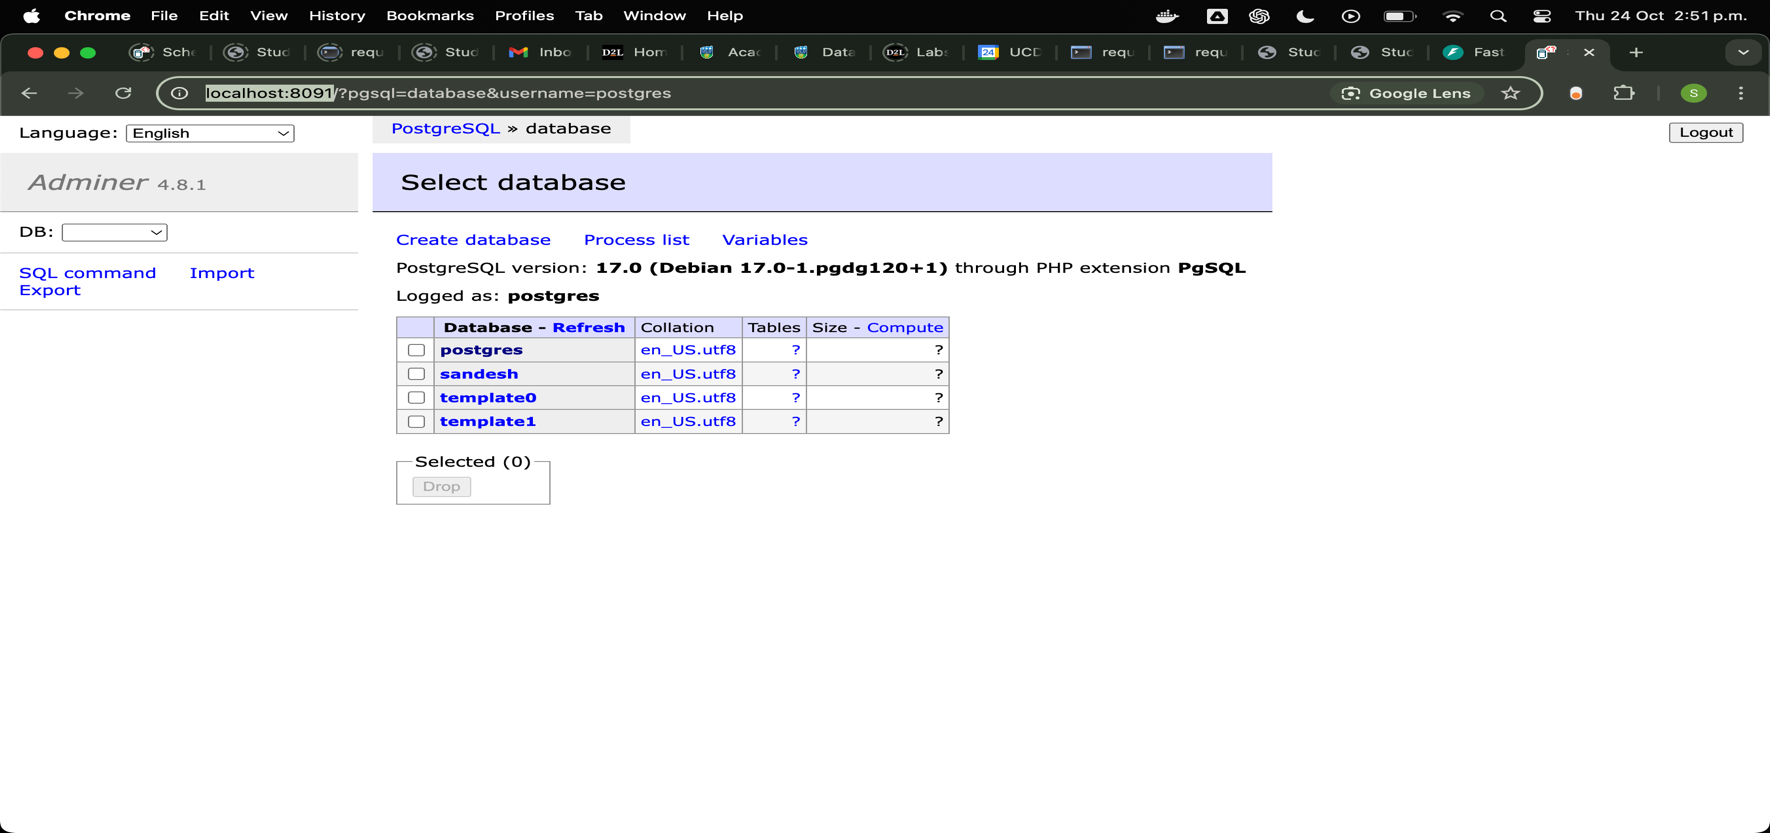 Chrome File Edit View History Bookmarks Profiles Tab Window Help Thu 24 Oct 2:51 p.m.
Sche Stud requ Stud Inbo D2L Hom Acac Data D2L Labs 24 UCD requ requ Stud Stud Fast
localhost:8091/?pgsql=database&username=postgres Google Lens S
Language: English PostgreSQL » database Logout
Adminer 4.8.1 Select database
DB:
SQL command Import
Export
Create database Process list Variables
PostgreSQL version: 17.0 (Debian 17.0-1.pgdg120+1) through PHP extension PgSQL
Logged as: postgres
Database - Refresh Collation Tables Size - Compute
postgres en_US.utf8 ? ?
sandesh en_US.utf8 ? ?
template0 en_US.utf8 ? ?
template1 en_US.utf8 ? ?
Selected (0)
Drop